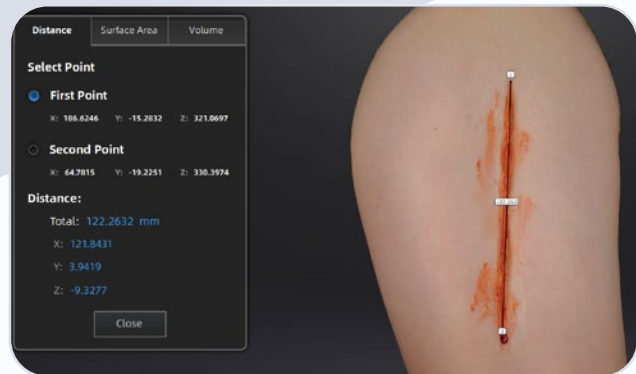 Distance Surface Area Volume
Select Point
First Point
X: 186.6246 Y: -15.2832 Z: 321.0697
Second Point
X: 64.7815 Y: -19.2251 Z: 330.3974
Distance:
Total: 122.2632 mm
X: 121.8431
Y: 3.9419
Z: -9.3277
Close